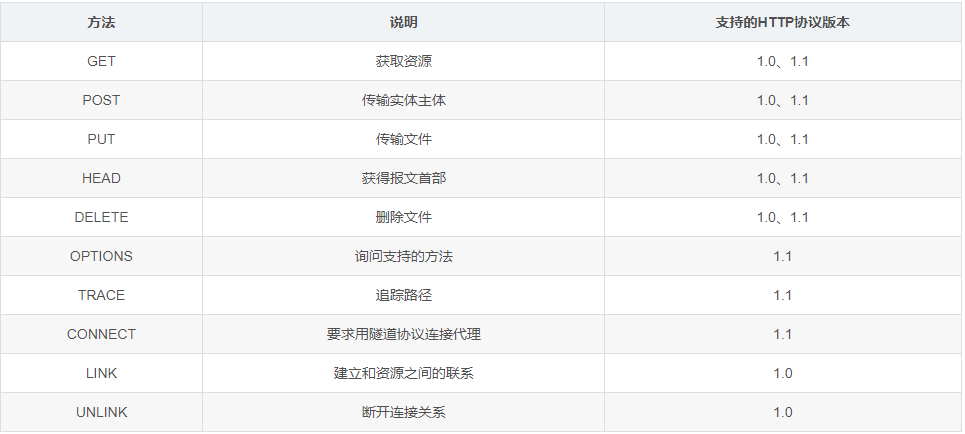 方法 说明 支持的HTTP协议版本
GET 获取资源 1.0、1.1
POST 传输实体主体 1.0、1.1
PUT 传输文件 1.0、1.1
HEAD 获得报文首部 1.0、1.1
DELETE 删除文件 1.0、1.1
OPTIONS 询问支持的方法 1.1
TRACE 追踪路径 1.1
CONNECT 要求用隧道协议连接代理 1.1
LINK 建立和资源之间的联系 1.0
UNLINK 断开连接关系 1.0